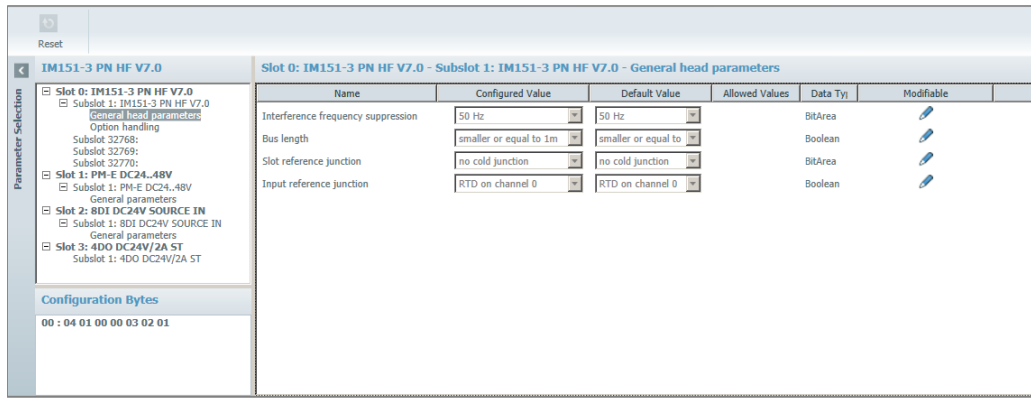 Reset
IM151-3 PN HF V7.0
Slot 0: IM151-3 PN HF V7.0 - Subslot 1: IM151-3 PN HF V7.0 - General head parameters
Parameter Selection
Slot 0: IM151-3 PN HF V7.0
Subslot 1: IM151-3 PN HF V7.0
General head parameters
Option handling
Subslot 32768:
Subslot 32769:
Subslot 32770:
Slot 1: PM-E DC24..48V
Subslot 1: PM-E DC24..48V
General parameters
Slot 2: 8DI DC24V SOURCE IN
Subslot 1: 8DI DC24V SOURCE IN
General parameters
Slot 3: 4DO DC24V/2A ST
Subslot 1: 4DO DC24V/2A ST
Configuration Bytes
00 : 04 01 00 00 03 02 01
Name Configured Value Default Value Allowed Values Data Ty Modifiable
Interference frequency suppression 50 Hz 50 Hz BitArea
Bus length smaller or equal to 1m smaller or equal to Boolean
Slot reference junction no cold junction no cold junction BitArea
Input reference junction RTD on channel 0 RTD on channel 0 Boolean